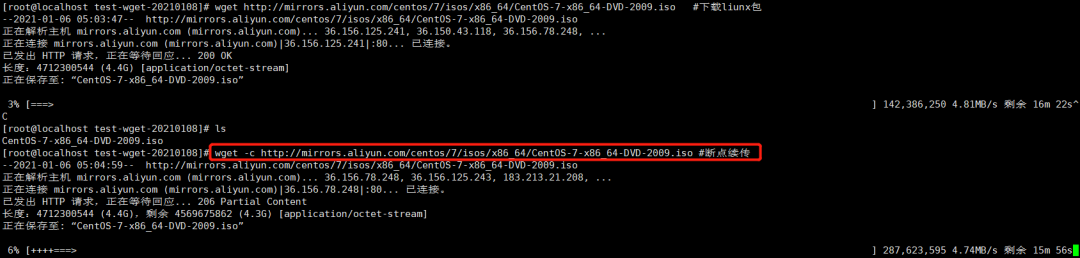 [root@localhost test-wget-20210108]# wget http://mirrors.aliyun.com/centos/7/isos/x86_64/CentOS-7-x86_64-DVD-2009.iso   #下载liunx包
--2021-01-06 05:03:47--  http://mirrors.aliyun.com/centos/7/isos/x86_64/CentOS-7-x86_64-DVD-2009.iso
正在解析主机 mirrors.aliyun.com (mirrors.aliyun.com)... 36.156.125.241, 36.150.43.118, 36.156.78.248, ...
正在连接 mirrors.aliyun.com (mirrors.aliyun.com)|36.156.125.241|:80... 已连接。
已发出 HTTP 请求，正在等待回应... 200 OK
长度：4712300544 (4.4G) [application/octet-stream]
正在保存至: “CentOS-7-x86_64-DVD-2009.iso”
3% [===>                    ] 142,386,250 4.81MB/s 剩余 16m 22s^
C
[root@localhost test-wget-20210108]# ls
CentOS-7-x86_64-DVD-2009.iso
[root@localhost test-wget-20210108]# wget -c http://mirrors.aliyun.com/centos/7/isos/x86_64/CentOS-7-x86_64-DVD-2009.iso #断点续传
--2021-01-06 05:04:59--  http://mirrors.aliyun.com/centos/7/isos/x86_64/CentOS-7-x86_64-DVD-2009.iso
正在解析主机 mirrors.aliyun.com (mirrors.aliyun.com)... 36.156.78.248, 36.156.125.243, 183.213.21.208, ...
正在连接 mirrors.aliyun.com (mirrors.aliyun.com)|36.156.78.248|:80... 已连接。
已发出 HTTP 请求，正在等待回应... 206 Partial Content
长度：4712300544 (4.4G)，剩余 4569675862 (4.3G) [application/octet-stream]
正在保存至: “CentOS-7-x86_64-DVD-2009.iso”
6% [++++===>                    ] 287,623,595 4.74MB/s 剩余 15m 56s